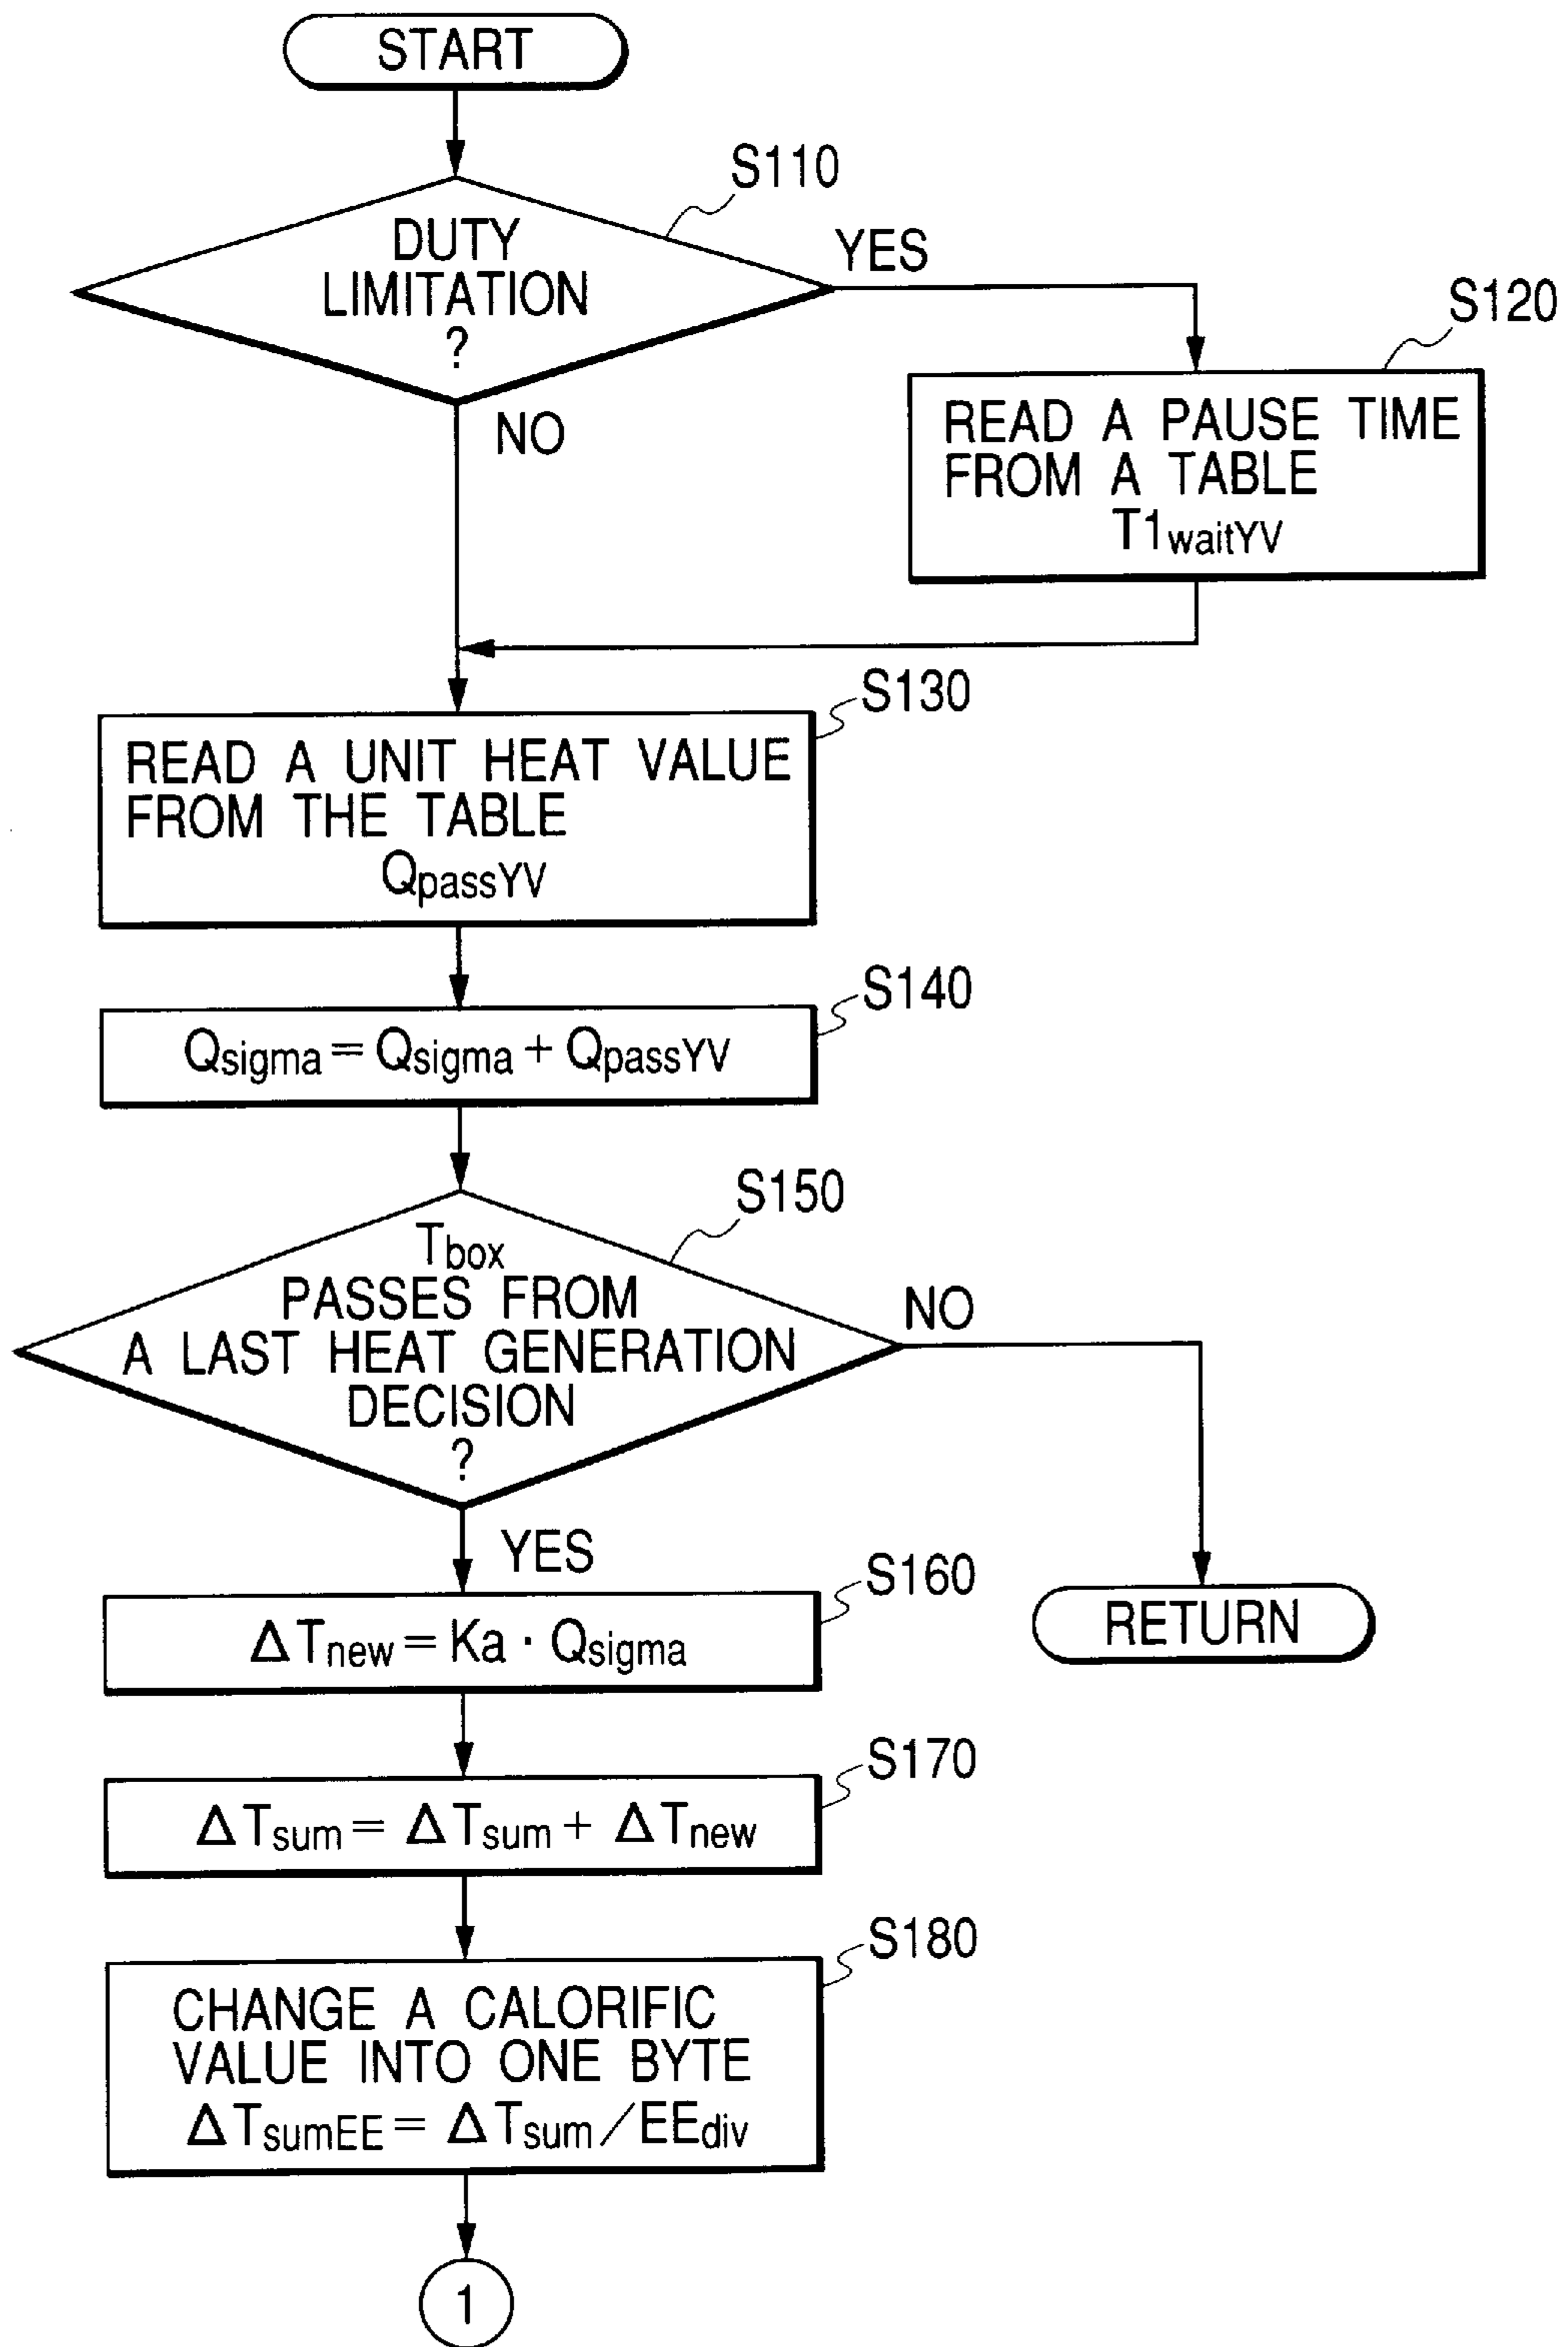 START
S110
DUTY
LIMITATION
?
YES
NO
S120
READ A PAUSE TIME
FROM A TABLE
T1waitYV
S130
READ A UNIT HEAT VALUE
FROM THE TABLE
QpassYV
S140
Qsigma = Qsigma + QpassYV
S150
Tbox
PASSES FROM
A LAST HEAT GENERATION
DECISION
?
NO
YES
RETURN
S160
ΔTnew = Ka · Qsigma
S170
ΔTsum = ΔTsum + ΔTnew
S180
CHANGE A CALORIFIC
VALUE INTO ONE BYTE
ΔTsumEE = ΔTsum / EEdiv
1